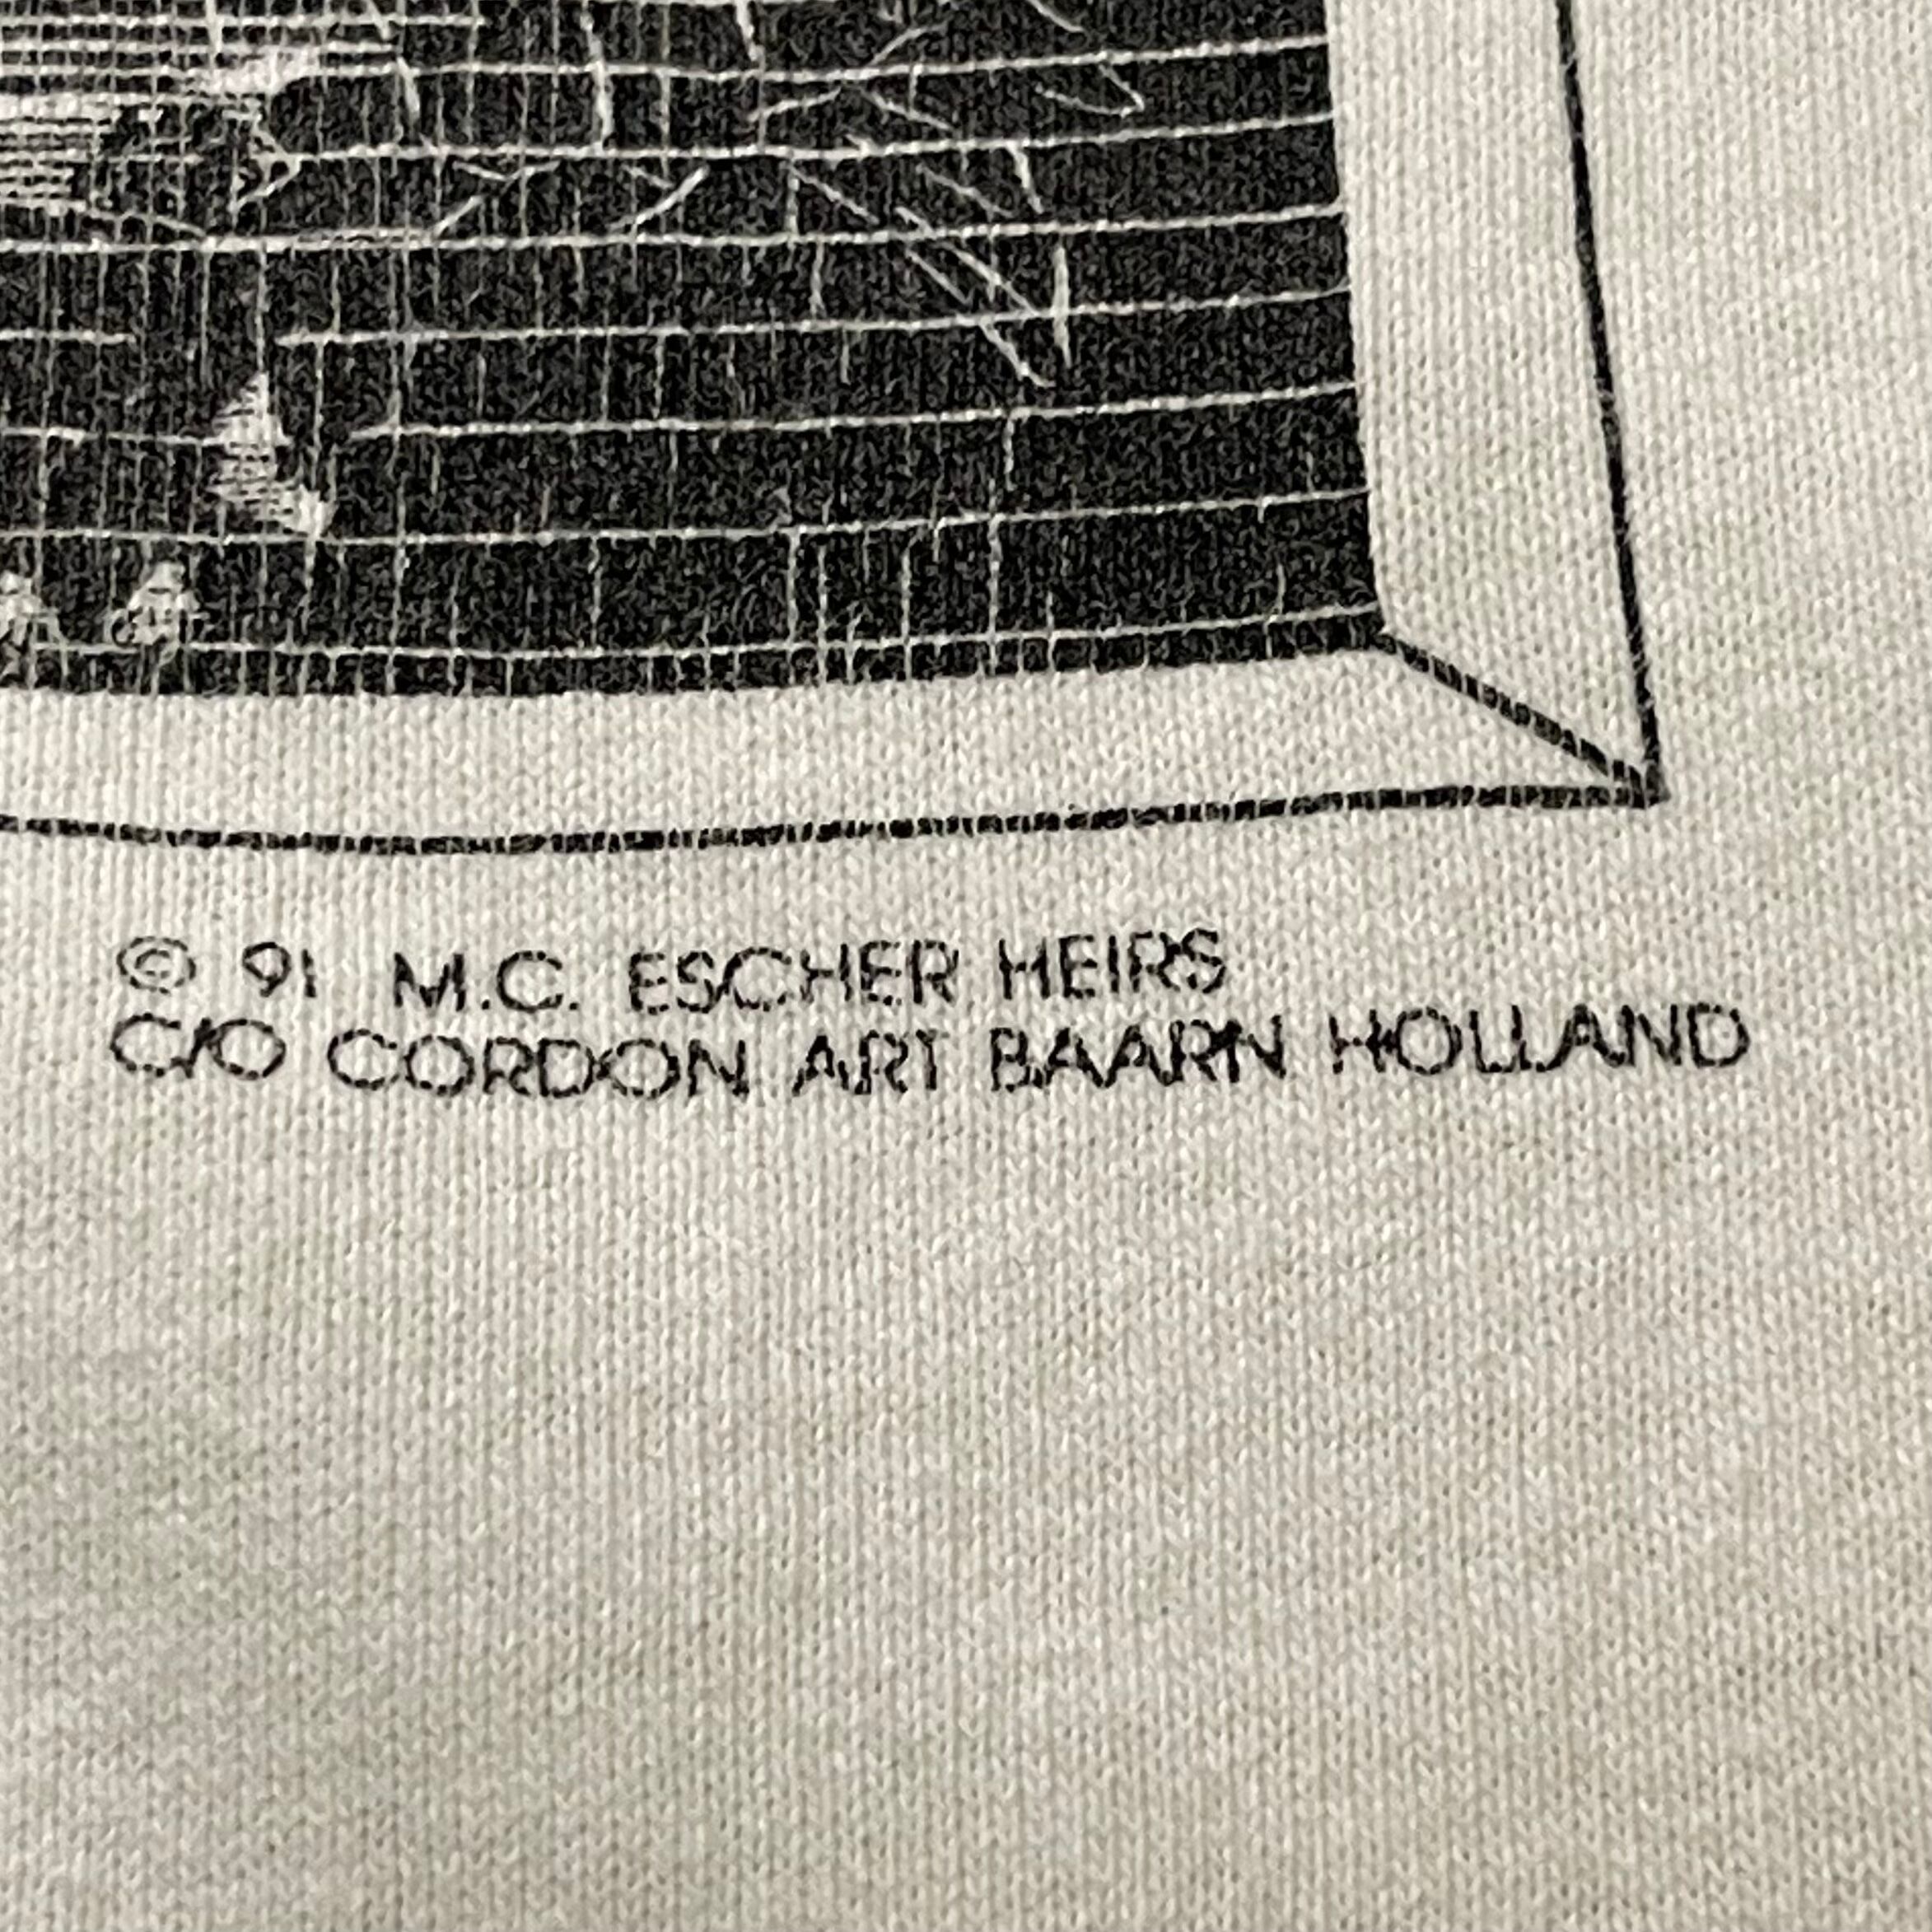 © 91 M.C. ESCHER HEIRS
C/O CORDON ART BAARN HOLLAND